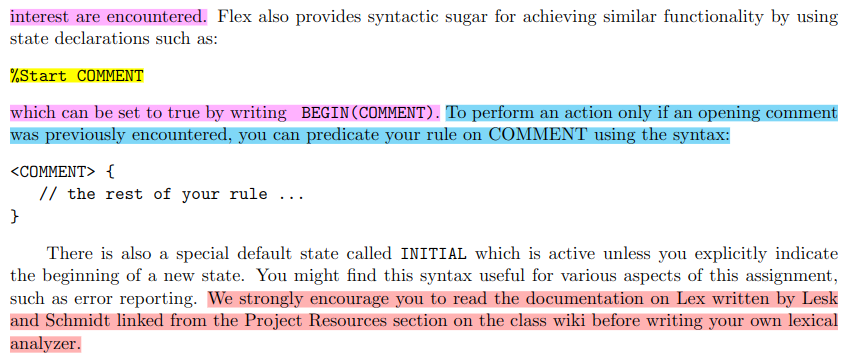 interest are encountered. Flex also provides syntactic sugar for achieving similar functionality by using
state declarations such as:
%Start COMMENT
which can be set to true by writing BEGIN(COMMENT). To perform an action only if an opening comment
was previously encountered, you can predicate your rule on COMMENT using the syntax:
<COMMENT> {
// the rest of your rule ...
}
There is also a special default state called INITIAL which is active unless you explicitly indicate
the beginning of a new state. You might find this syntax useful for various aspects of this assignment,
such as error reporting. We strongly encourage you to read the documentation on Lex written by Lesk
and Schmidt linked from the Project Resources section on the class wiki before writing your own lexical
analyzer.